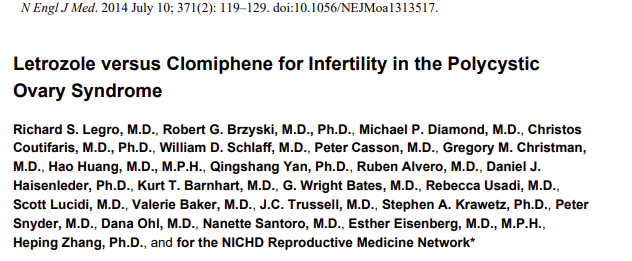 N Engl J Med. 2014 July 10; 371(2): 119–129. doi:10.1056/NEJMoa1313517.
Letrozole versus Clomiphene for Infertility in the Polycystic
Ovary Syndrome
Richard S. Legro, M.D., Robert G. Brzyski, M.D., Ph.D., Michael P. Diamond, M.D., Christos
Coutifaris, M.D., Ph.D., William D. Schlaff, M.D., Peter Casson, M.D., Gregory M. Christman,
M.D., Hao Huang, M.D., M.P.H., Qingshang Yan, Ph.D., Ruben Alvero, M.D., Daniel J.
Haisenleder, Ph.D., Kurt T. Barnhart, M.D., G. Wright Bates, M.D., Rebecca Usadi, M.D.,
Scott Lucidi, M.D., Valerie Baker, M.D., J.C. Trussell, M.D., Stephen A. Krawetz, Ph.D., Peter
Snyder, M.D., Dana Ohl, M.D., Nanette Santoro, M.D., Esther Eisenberg, M.D., M.P.H.,
Heping Zhang, Ph.D., and for the NICHD Reproductive Medicine Network*